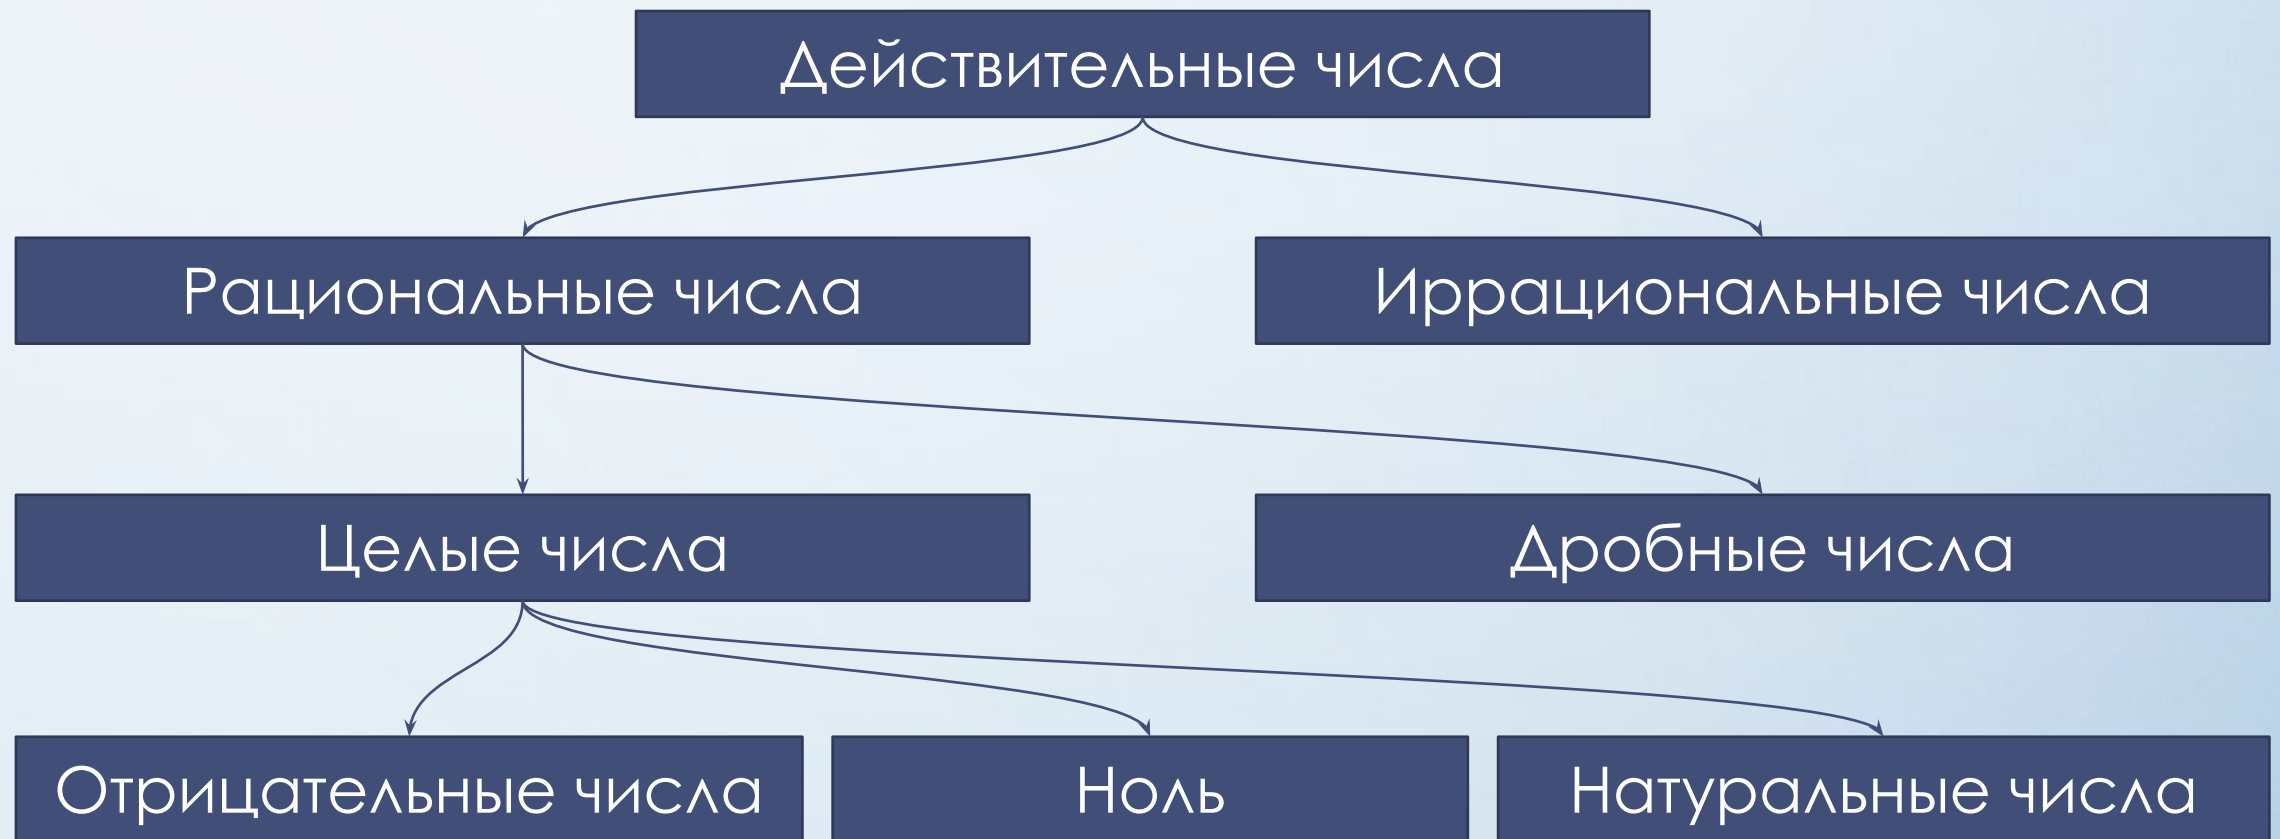 Действительные числа
Рациональные числа
Иррациональные числа
Целые числа
Дробные числа
Отрицательные числа
Ноль
Натуральные числа